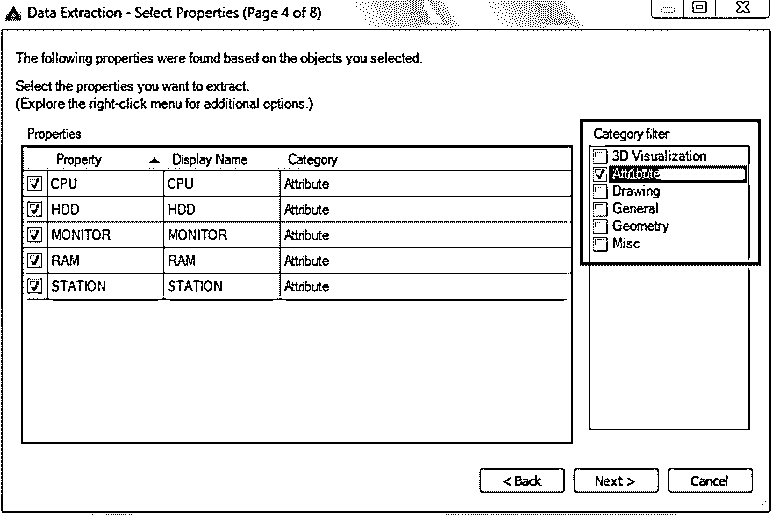 Data Extraction - Select Properties (Page 4 of 8)
The following properties were found based on the objects you selected.
Select the properties you want to extract.
(Explore the right-click menu for additional options.)
Properties
Property Display Name Category
CPU CPU Attribute
HDD HDD Attribute
MONITOR MONITOR Attribute
RAM RAM Attribute
STATION STATION Attribute
Category filter
3D Visualization
Attribute
Drawing
General
Geometry
Misc
< Back Next > Cancel